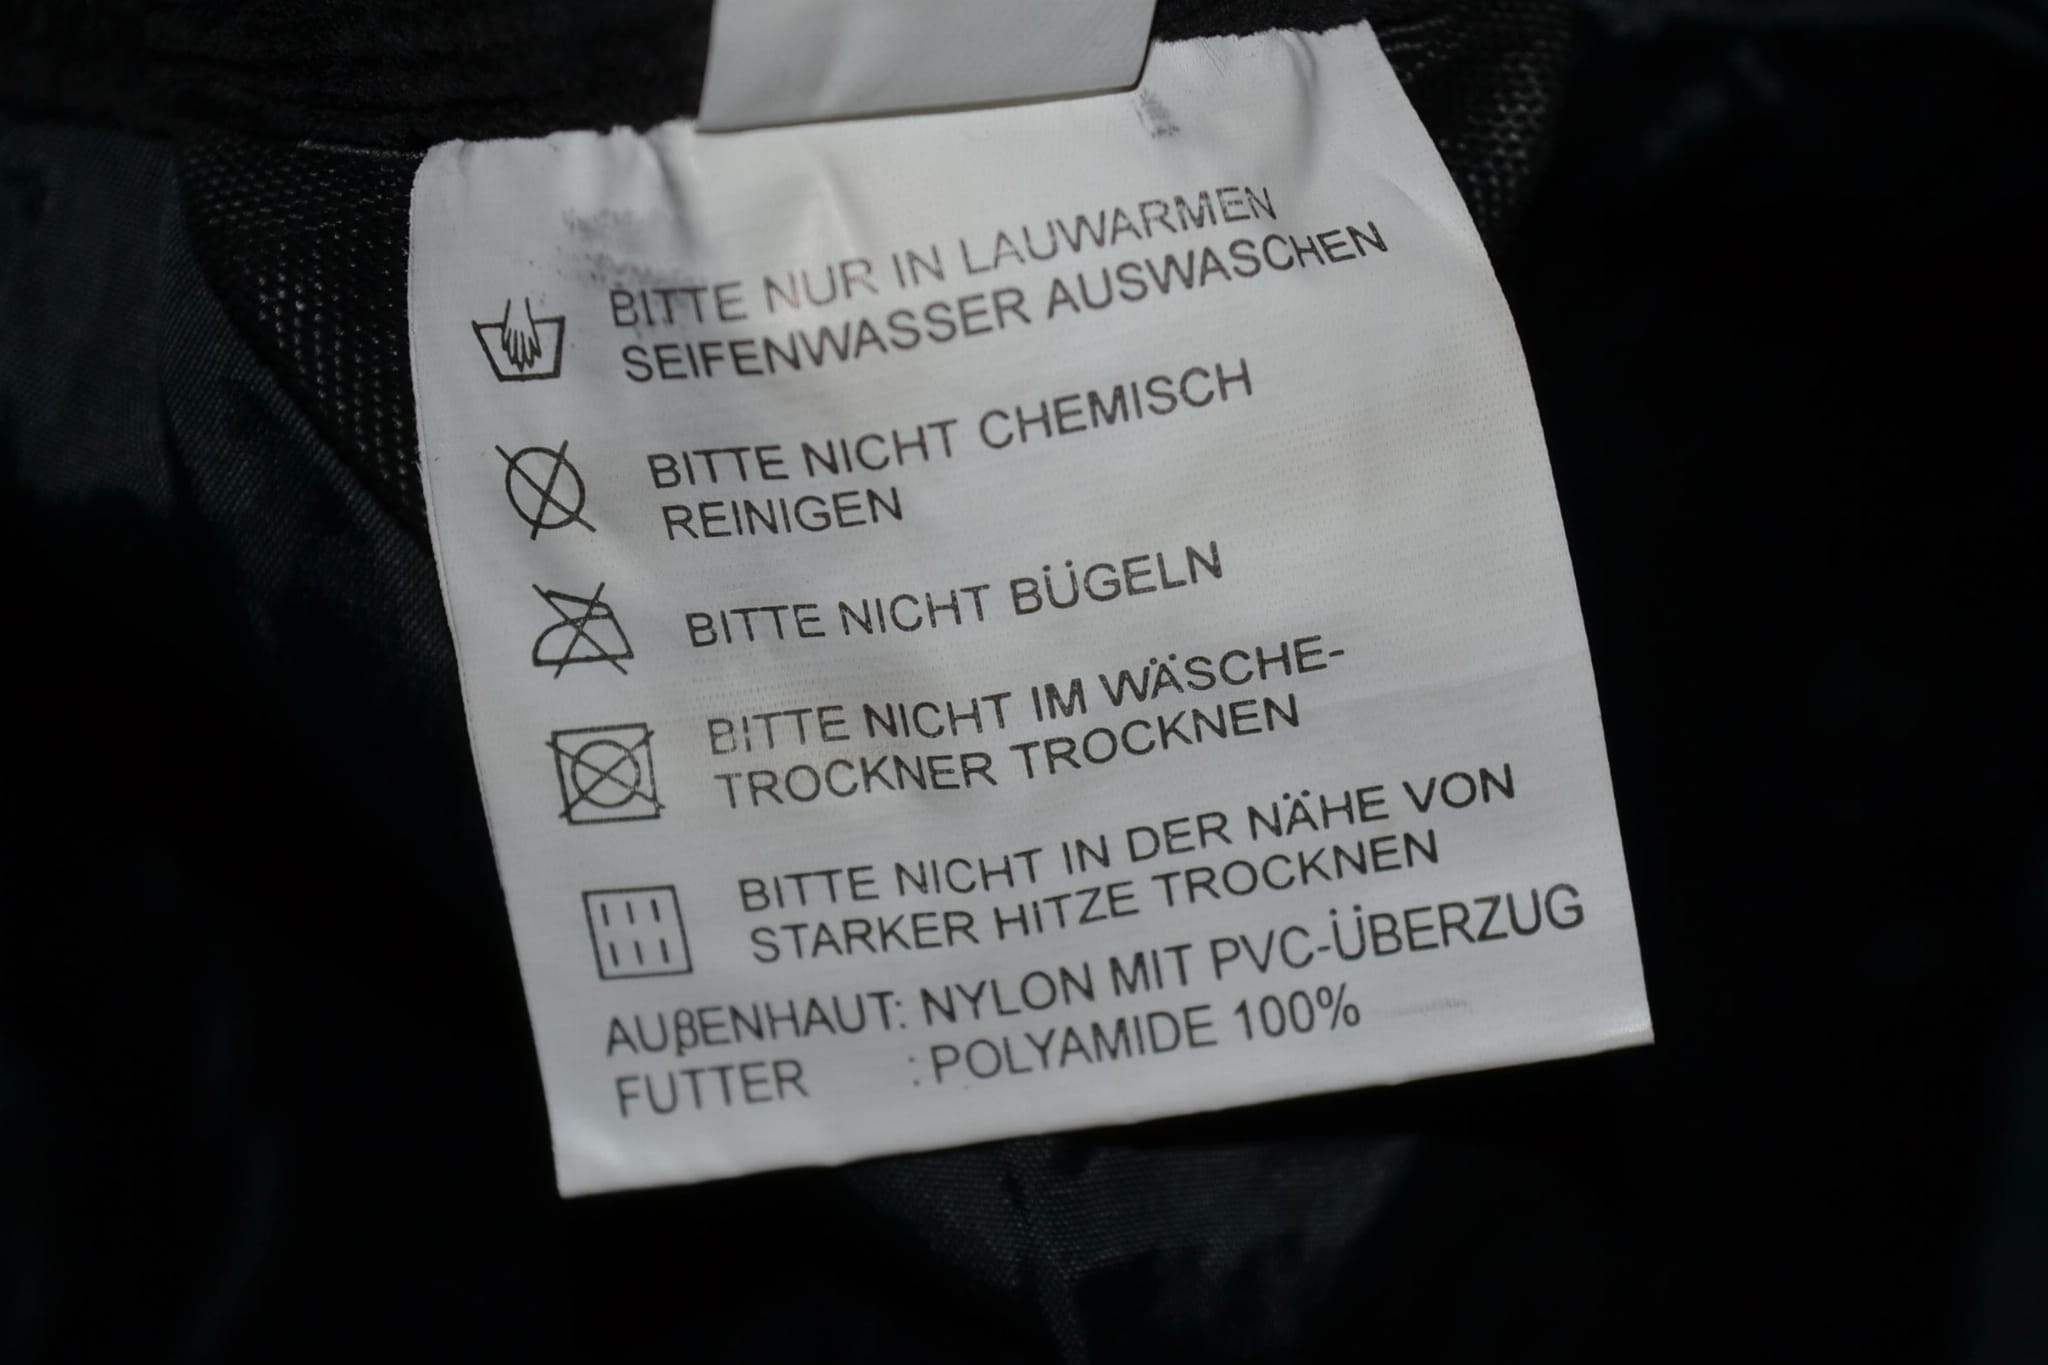 BITTE NUR IN LAUWARMEN
SEIFENWASSER AUSWASCHEN
BITTE NICHT CHEMISCH
REINIGEN
BITTE NICHT BÜGELN
BITTE NICHT IM WÄSCHE-
TROCKNER TROCKNEN
BITTE NICHT IN DER NÄHE VON
STARKER HITZE TROCKNEN
AUßENHAUT: NYLON MIT PVC-ÜBERZUG
FUTTER : POLYAMIDE 100%